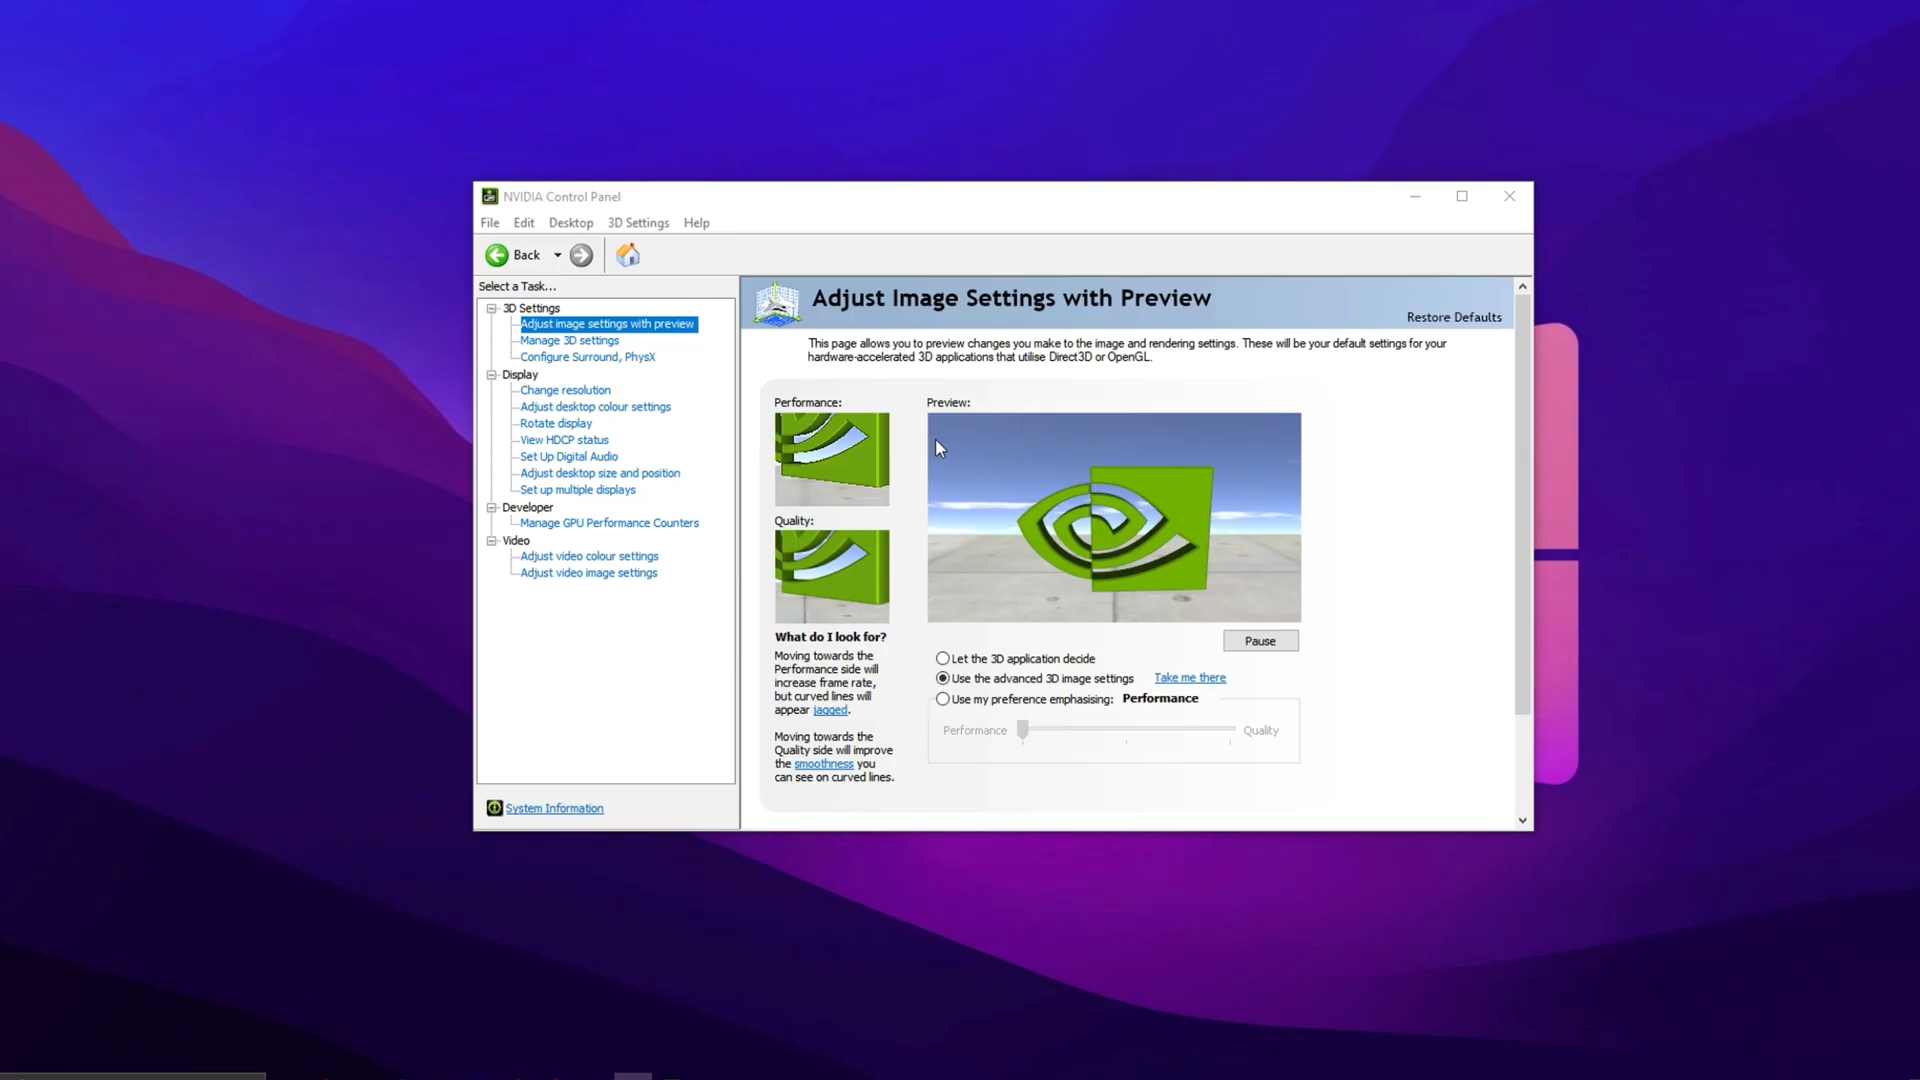 NVIDIA Control Panel
File Edit Desktop 3D Settings Help
Back
Select a Task...
3D Settings
Adjust image settings with preview
Manage 3D settings
Configure Surround, PhysX
Display
Change resolution
Adjust desktop colour settings
Rotate display
View HDCP status
Set Up Digital Audio
Adjust desktop size and position
Set up multiple displays
Developer
Manage GPU Performance Counters
Video
Adjust video colour settings
Adjust video image settings
System Information
Adjust Image Settings with Preview
Restore Defaults
This page allows you to preview changes you make to the image and rendering settings. These will be your default settings for your
hardware-accelerated 3D applications that utilise Direct3D or OpenGL.
Performance:
Quality:
What do I look for?
Moving towards the
Performance side will
increase frame rate,
but curved lines will
appear jagged.
Moving towards the
Quality side will improve
the smoothness you
can see on curved lines.
Preview:
Pause
Let the 3D application decide
Use the advanced 3D image settings Take me there
Use my preference emphasising: Performance
Performance Quality